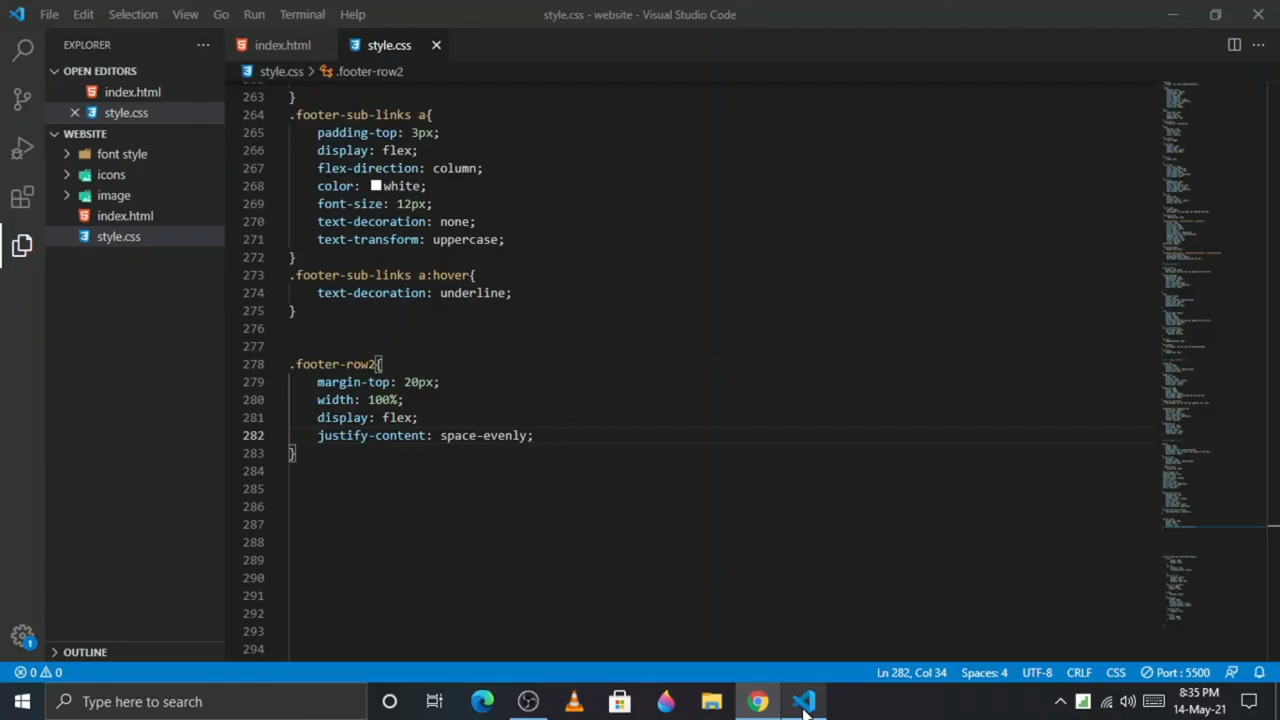 File Edit Selection View Go Run Terminal Help
style.css - website - Visual Studio Code
EXPLORER
index.html
style.css
OPEN EDITORS
style.css > .footer-row2
index.html
style.css
WEBSITE
font style
icons
image
index.html
style.css
OUTLINE
263 }
264 .footer-sub-links a{
265 padding-top: 3px;
266 display: flex;
267 flex-direction: column;
268 color: white;
269 font-size: 12px;
270 text-decoration: none;
271 text-transform: uppercase;
272 }
273 .footer-sub-links a:hover{
274 text-decoration: underline;
275 }
276
277
278 .footer-row2{
279 margin-top: 20px;
280 width: 100%;
281 display: flex;
282 justify-content: space-evenly;
283 }
284
285
286
287
288
289
290
291
292
293
294
0 0
Ln 282, Col 34 Spaces: 4 UTF-8 CRLF CSS Port : 5500
1
Type here to search
8:35 PM
14-May-21